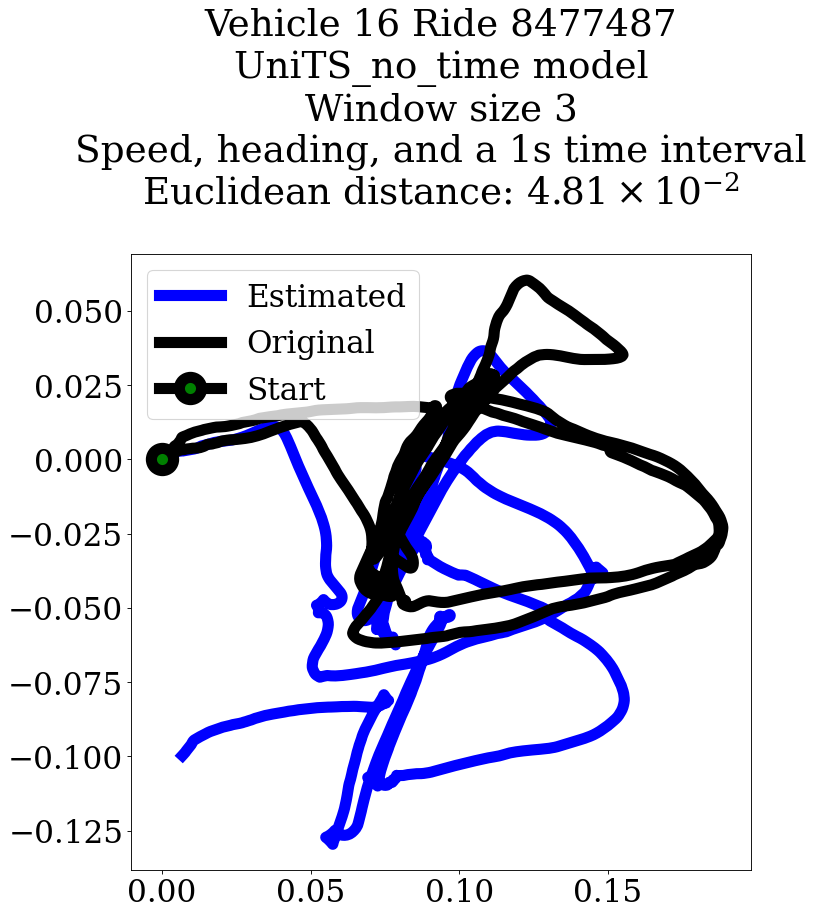 Vehicle 16 Ride 8477487
UniTS_no_time model
Window size 3
Speed, heading, and a 1s time interval
Euclidean distance: 4.81 × 10⁻²
Estimated
Original
Start
0.050
0.025
0.000
−0.025
−0.050
−0.075
−0.100
−0.125
0.00 0.05 0.10 0.15